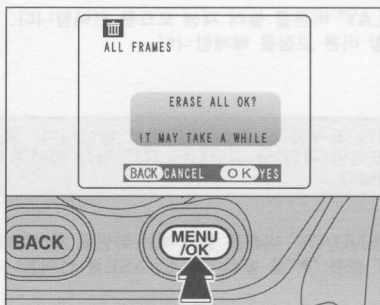 ALL FRAMES
ERASE ALL OK?
IT MAY TAKE A WHILE
BACK CANCEL OK YES
BACK
MENU
/OK